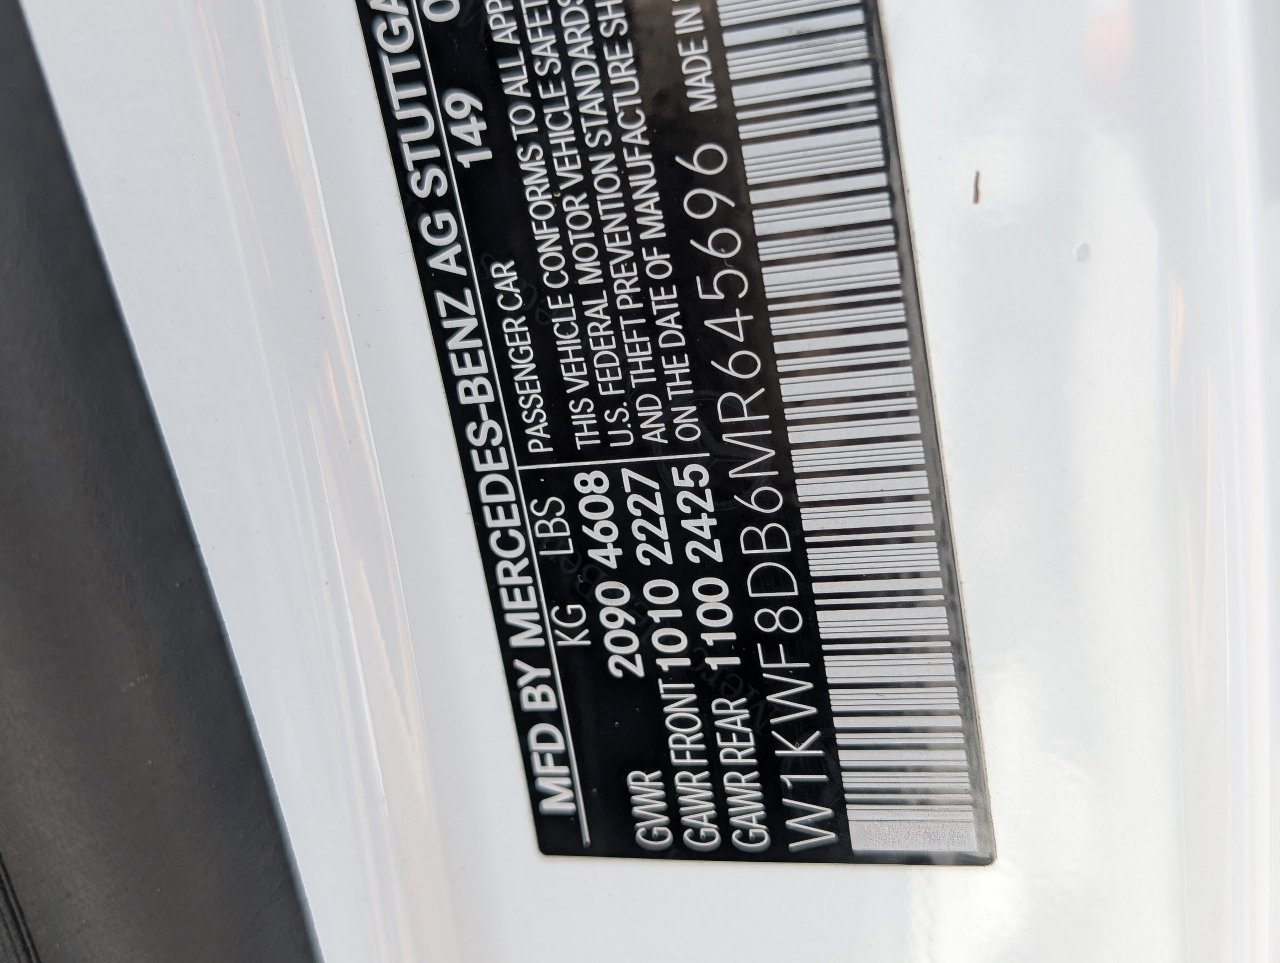 MFD BY MERCEDES-BENZ AG STUTTGA
149 0
KG LBS
GVWR 2090 4608
GAWR FRONT 1010 2227
GAWR REAR 1100 2425
PASSENGER CAR
THIS VEHICLE CONFORMS TO ALL APP
U.S. FEDERAL MOTOR VEHICLE SAFET
AND THEFT PREVENTION STANDARDS
ON THE DATE OF MANUFACTURE SH
MADE IN
W1KWF8DB6MR645696